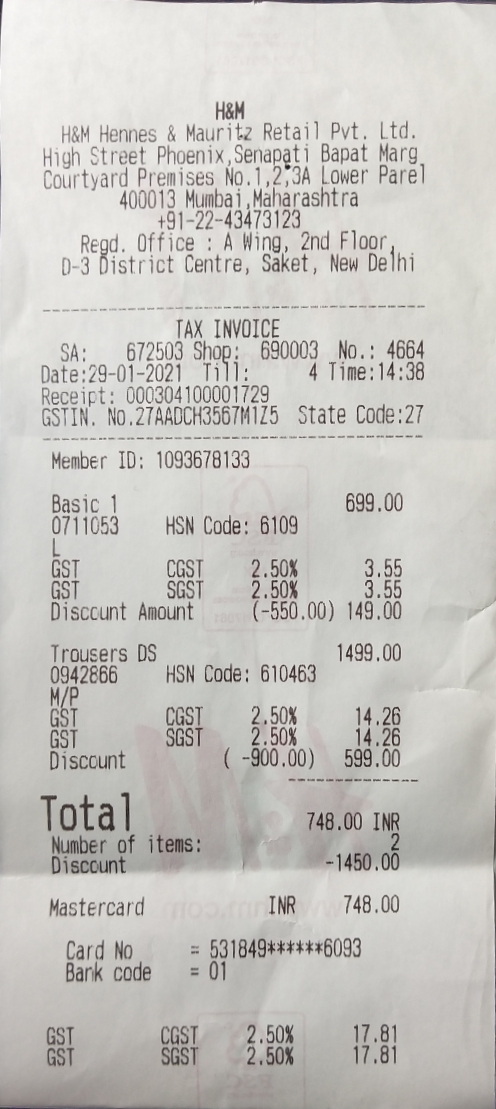 H&M
H&M Hennes & Mauritz Retail Pvt. Ltd.
High Street Phoenix,Senapati Bapat Marg
Courtyard Premises No.1,2,3A Lower Parel
400013 Mumbai,Maharashtra
+91-22-43473123
Regd. Office : A Wing, 2nd Floor,
D-3 District Centre, Saket, New Delhi
TAX INVOICE
SA: 672503 Shop: 690003 No.: 4664
Date:29-01-2021 Till: 4 Time:14:38
Receipt: 000304100001729
GSTIN. No.27AADCH3567M1Z5 State Code:27
Member ID: 1093678133
Basic 1 699.00
0711053 HSN Code: 6109
L
GST CGST 2.50% 3.55
GST SGST 2.50% 3.55
Discount Amount (-550.00) 149.00
Trousers DS 1499.00
0942866 HSN Code: 610463
M/P
GST CGST 2.50% 14.26
GST SGST 2.50% 14.26
Discount ( -900.00) 599.00
Total 748.00 INR
Number of items: 2
Discount -1450.00
Mastercard INR 748.00
Card No = 531849******6093
Bank code = 01
GST CGST 2.50% 17.81
GST SGST 2.50% 17.81